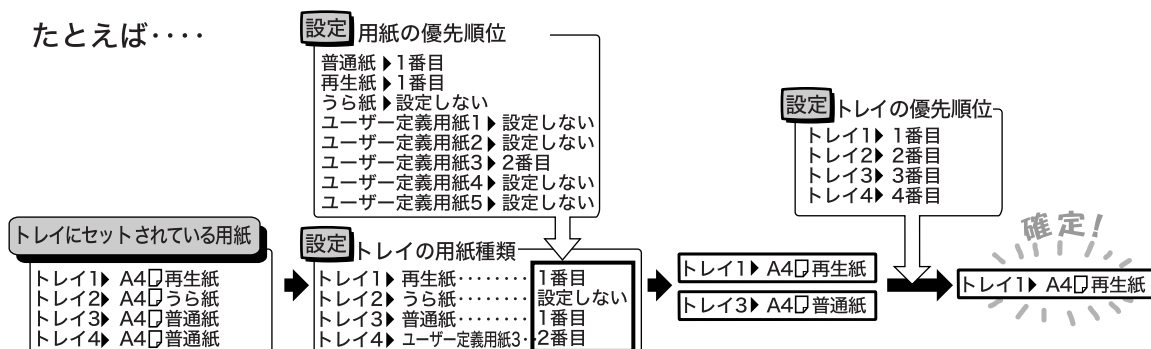 たとえば‥‥
設定 用紙の優先順位
普通紙▶1番目
再生紙▶1番目
うら紙▶設定しない
ユーザー定義用紙1▶設定しない
ユーザー定義用紙2▶設定しない
ユーザー定義用紙3▶2番目
ユーザー定義用紙4▶設定しない
ユーザー定義用紙5▶設定しない
設定 トレイの優先順位
トレイ1▶ 1番目
トレイ2▶ 2番目
トレイ3▶ 3番目
トレイ4▶ 4番目
トレイにセットされている用紙
トレイ1▶ A4 再生紙
トレイ2▶ A4 うら紙
トレイ3▶ A4 普通紙
トレイ4▶ A4 普通紙
設定 トレイの用紙種類
トレイ1▶ 再生紙‥‥‥‥ 1番目
トレイ2▶ うら紙‥‥‥‥ 設定しない
トレイ3▶ 普通紙‥‥‥‥ 1番目
トレイ4▶ ユーザー定義用紙3‥ 2番目
トレイ1▶ A4 再生紙
トレイ3▶ A4 普通紙
確定!
トレイ1▶ A4 再生紙